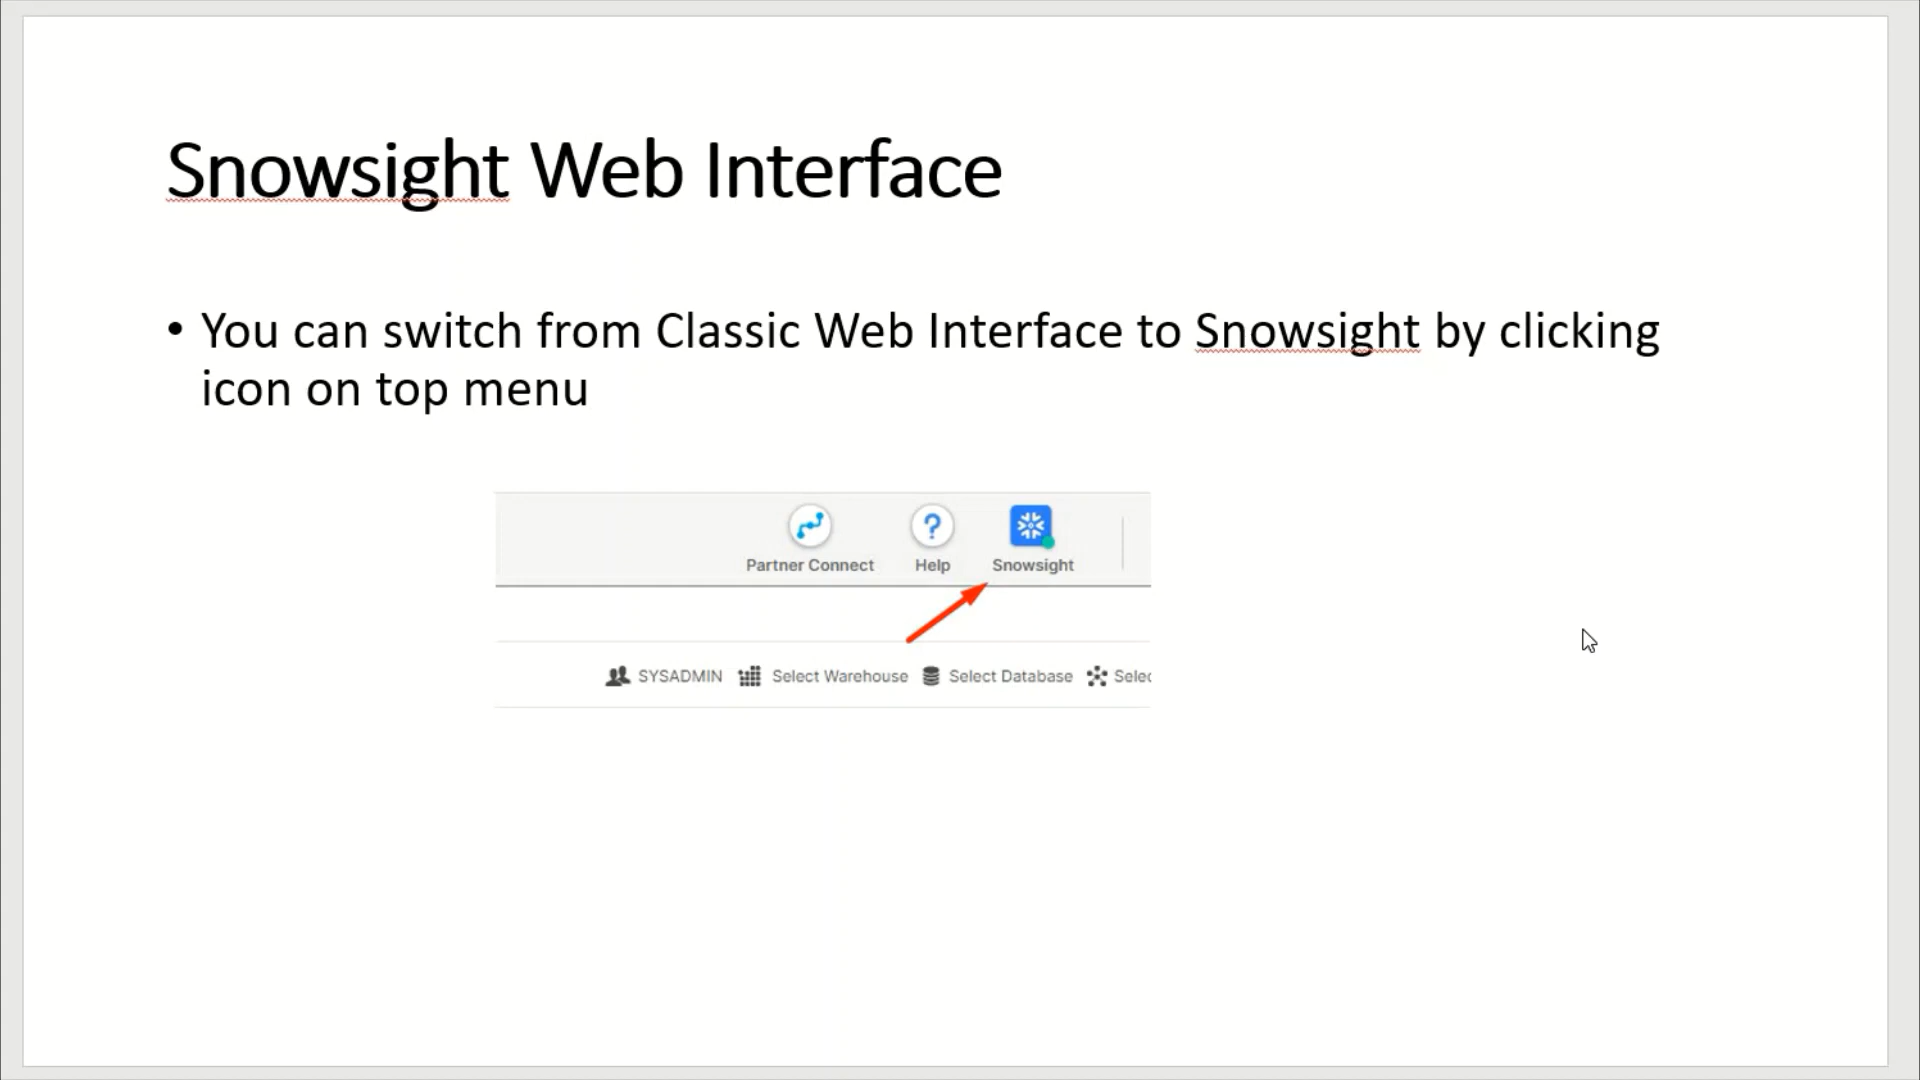 Snowsight Web Interface
• You can switch from Classic Web Interface to Snowsight by clicking
icon on top menu
Partner Connect Help Snowsight
SYSADMIN Select Warehouse Select Database Selec